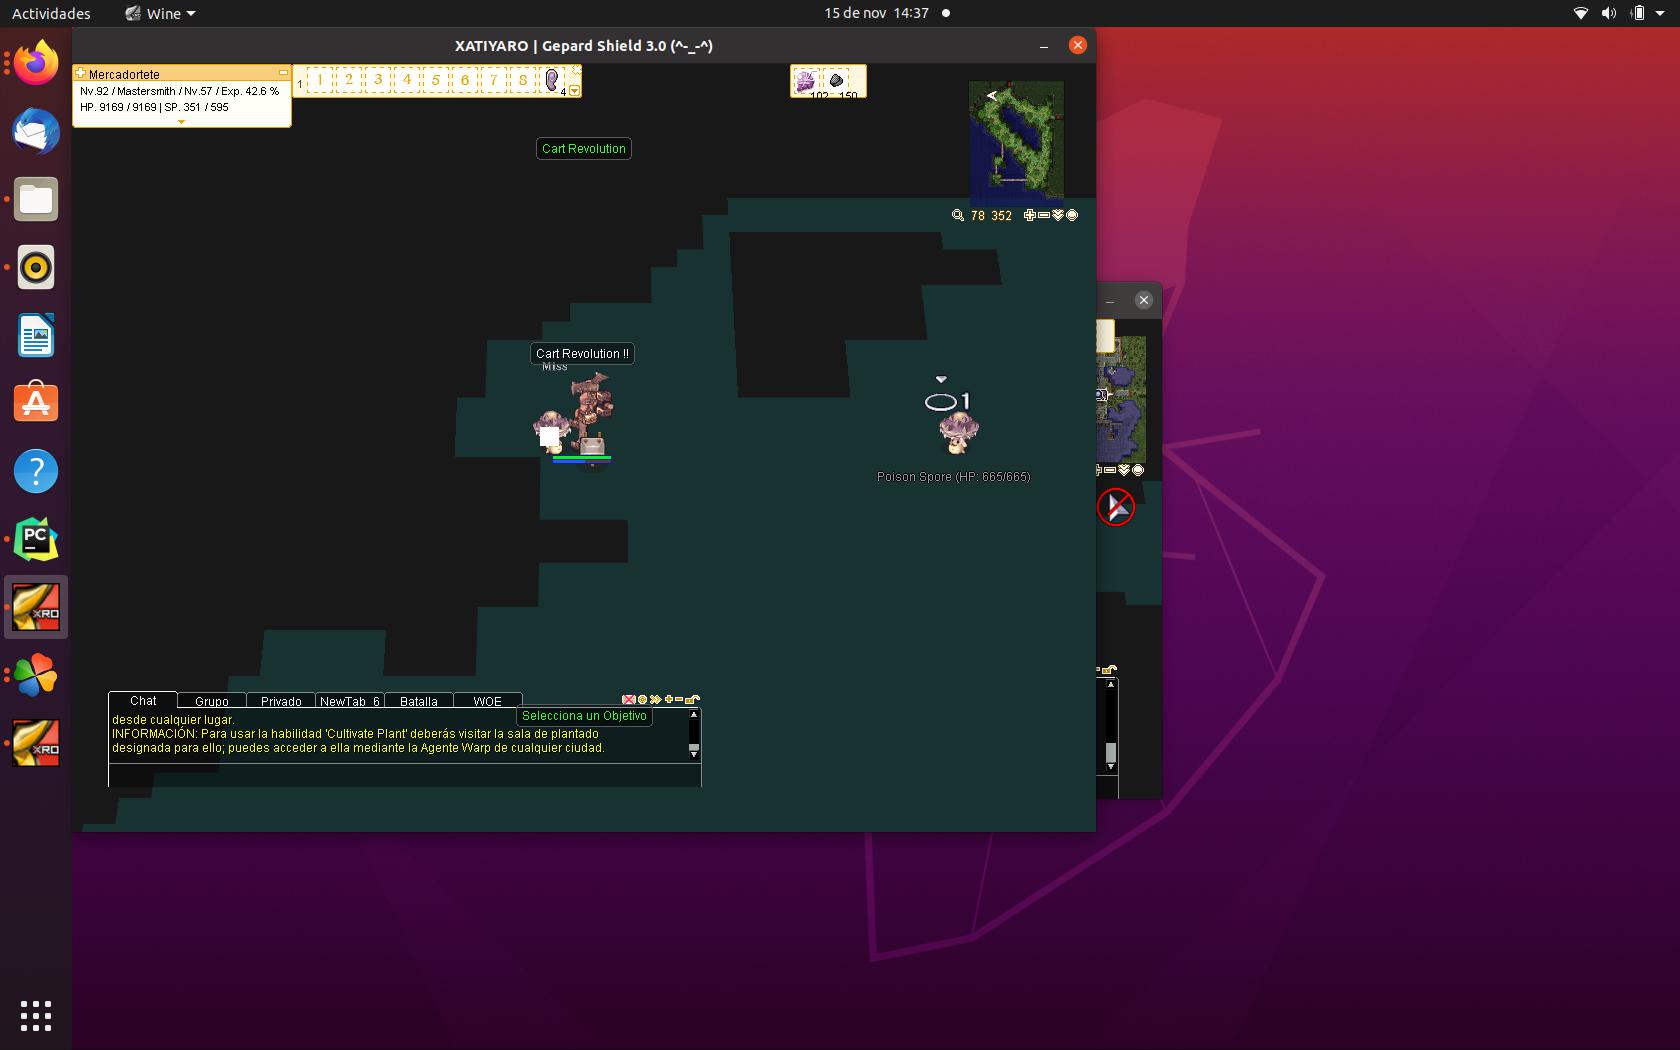 Actividades
Wine
15 de nov 14:37
XATIYARO | Gepard Shield 3.0 (^-_-^)
Mercadortete
Nv.92 / Mastersmith / Nv.57 / Exp. 42.6 %
HP. 9169 / 9169 | SP. 351 / 595
1
1 2 3 4 5 6 7 8
4
102 150
Cart Revolution
78 352
Cart Revolution !!
Miss
1
Poison Spore (HP: 665/665)
PC
XRO
Chat Grupo Privado NewTab_6 Batalla WOE
Selecciona un Objetivo
desde cualquier lugar.
INFORMACIÓN: Para usar la habilidad 'Cultivate Plant' deberás visitar la sala de plantado
designada para ello; puedes acceder a ella mediante la Agente Warp de cualquier ciudad.
XRO